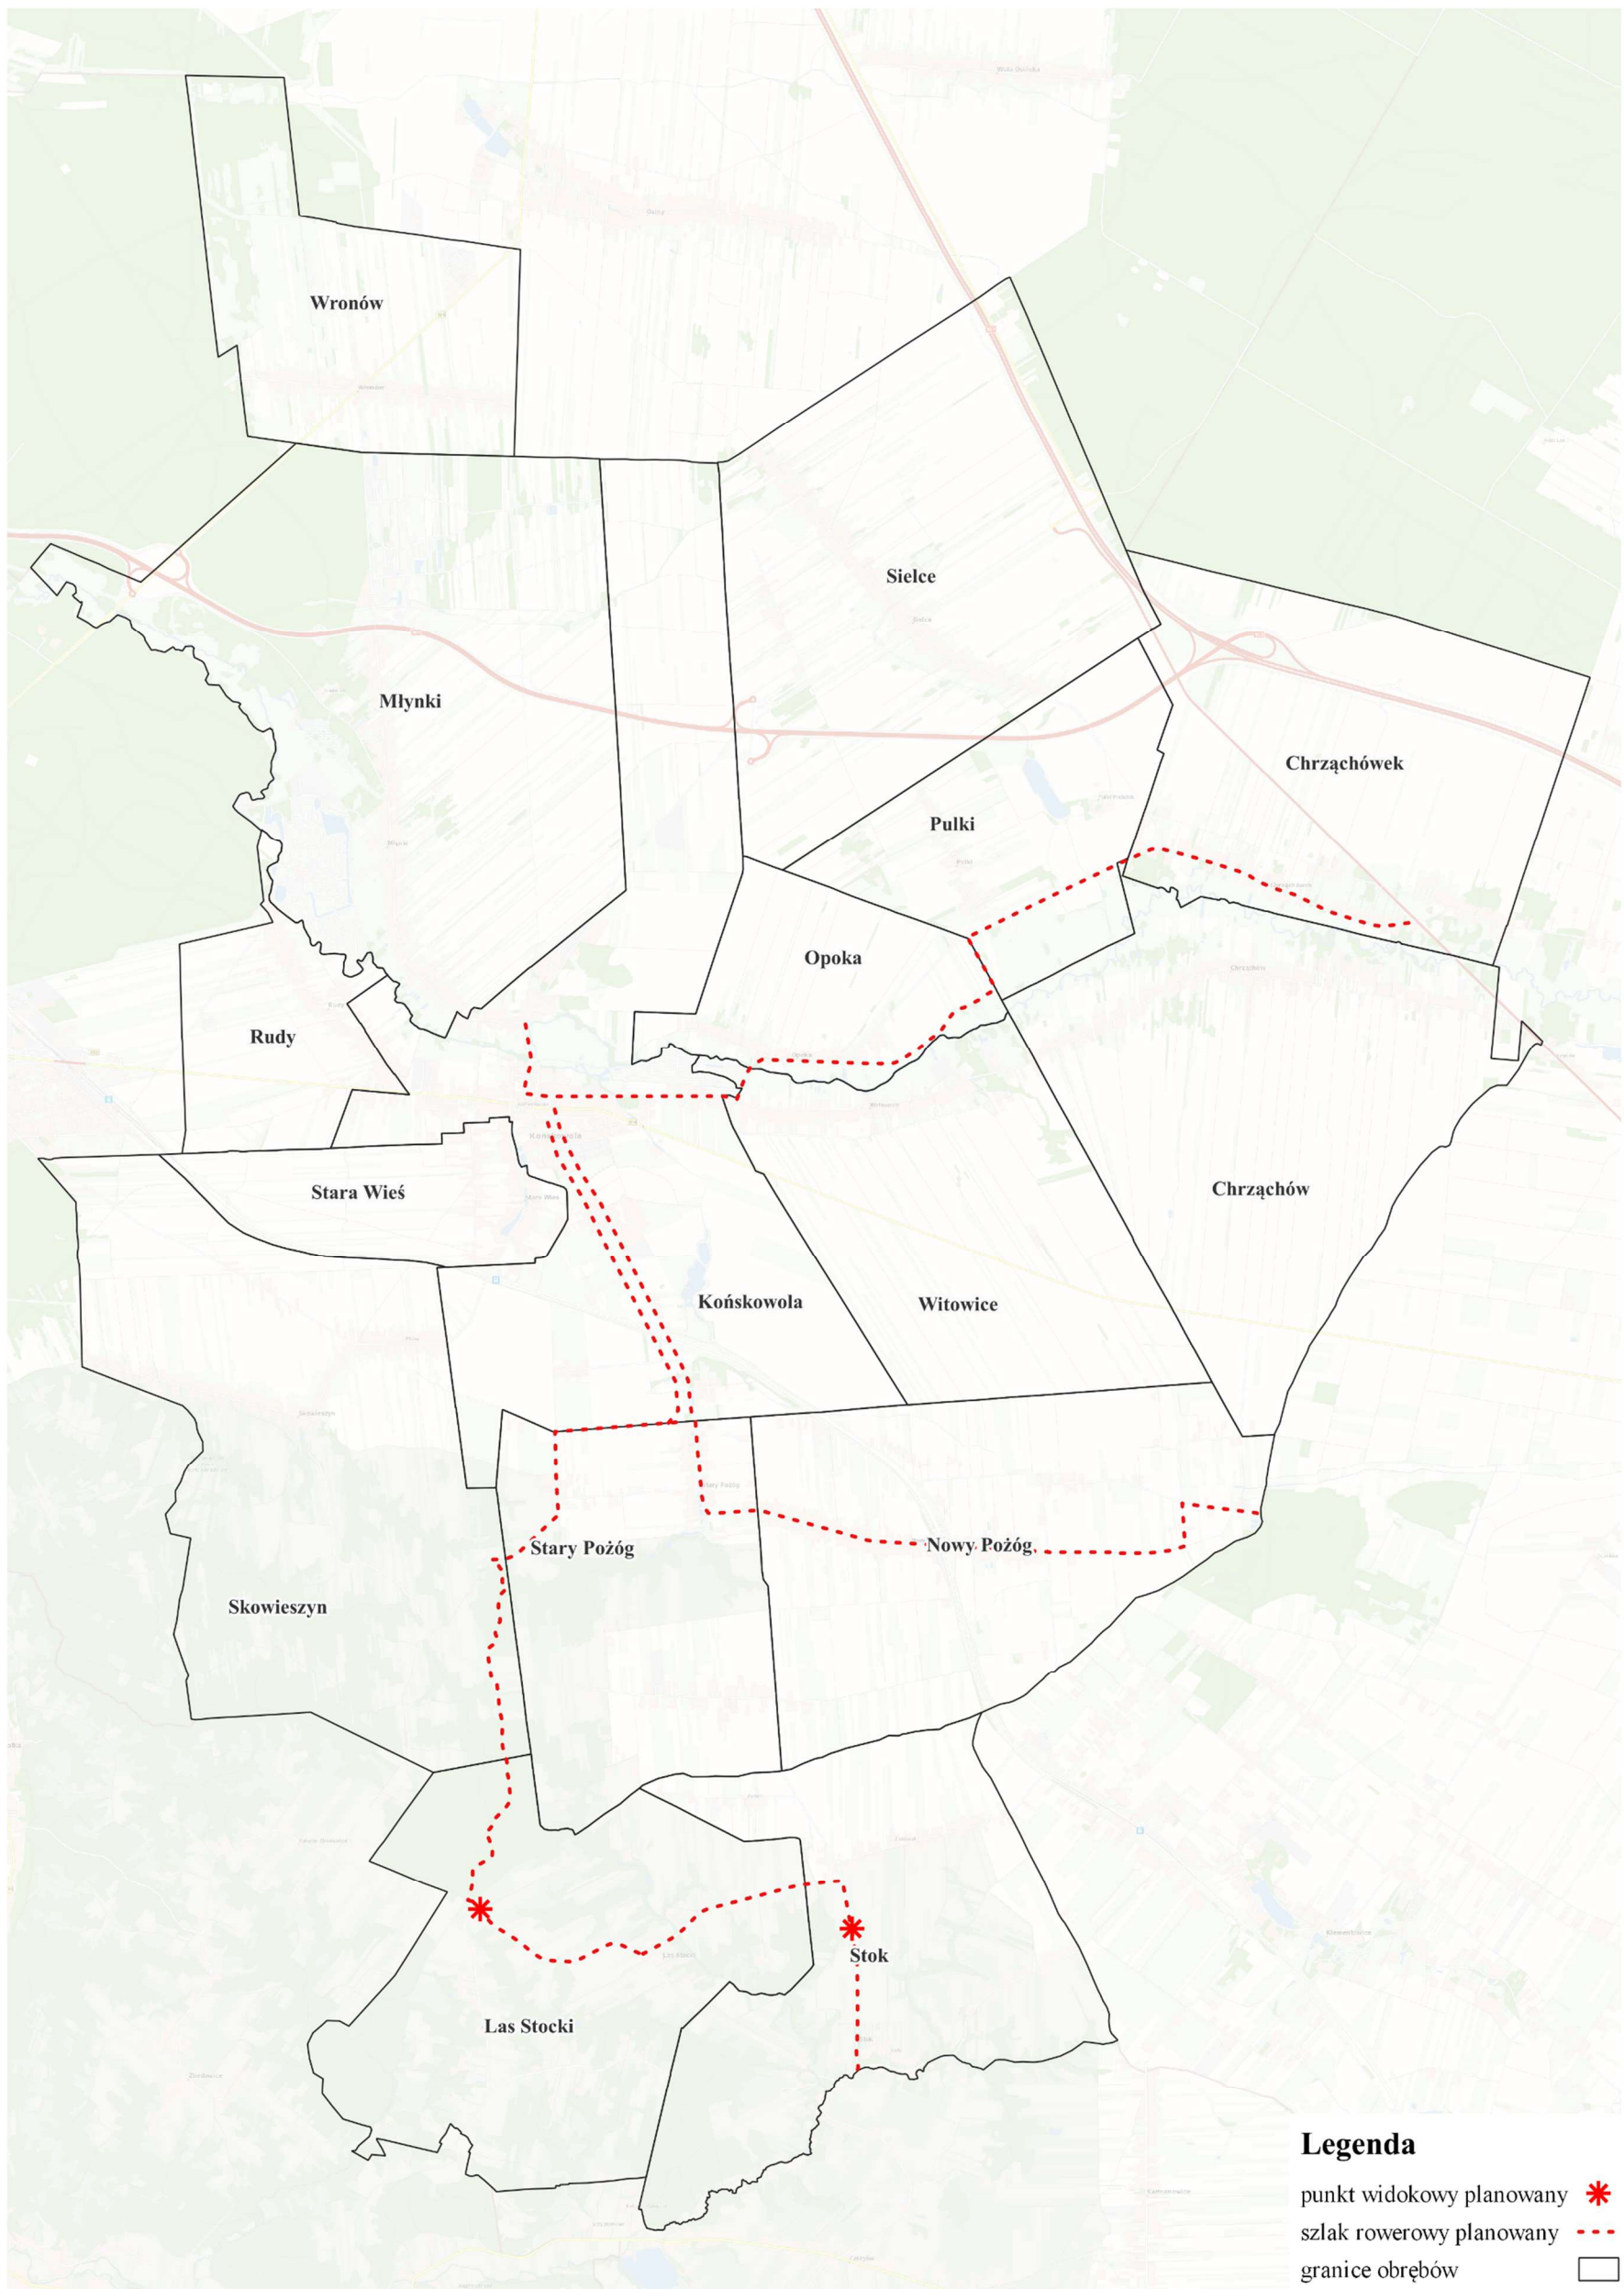 Wronów
Sielce
Młynki
Chrząchówek
Pulki
Opoka
Rudy
Stara Wieś
Chrząchów
Końskowola
Witowice
Stary Pożóg
Nowy Pożóg
Skowieszyn
Stok
Las Stocki
Legenda
punkt widokowy planowany
szlak rowerowy planowany
granice obrębów